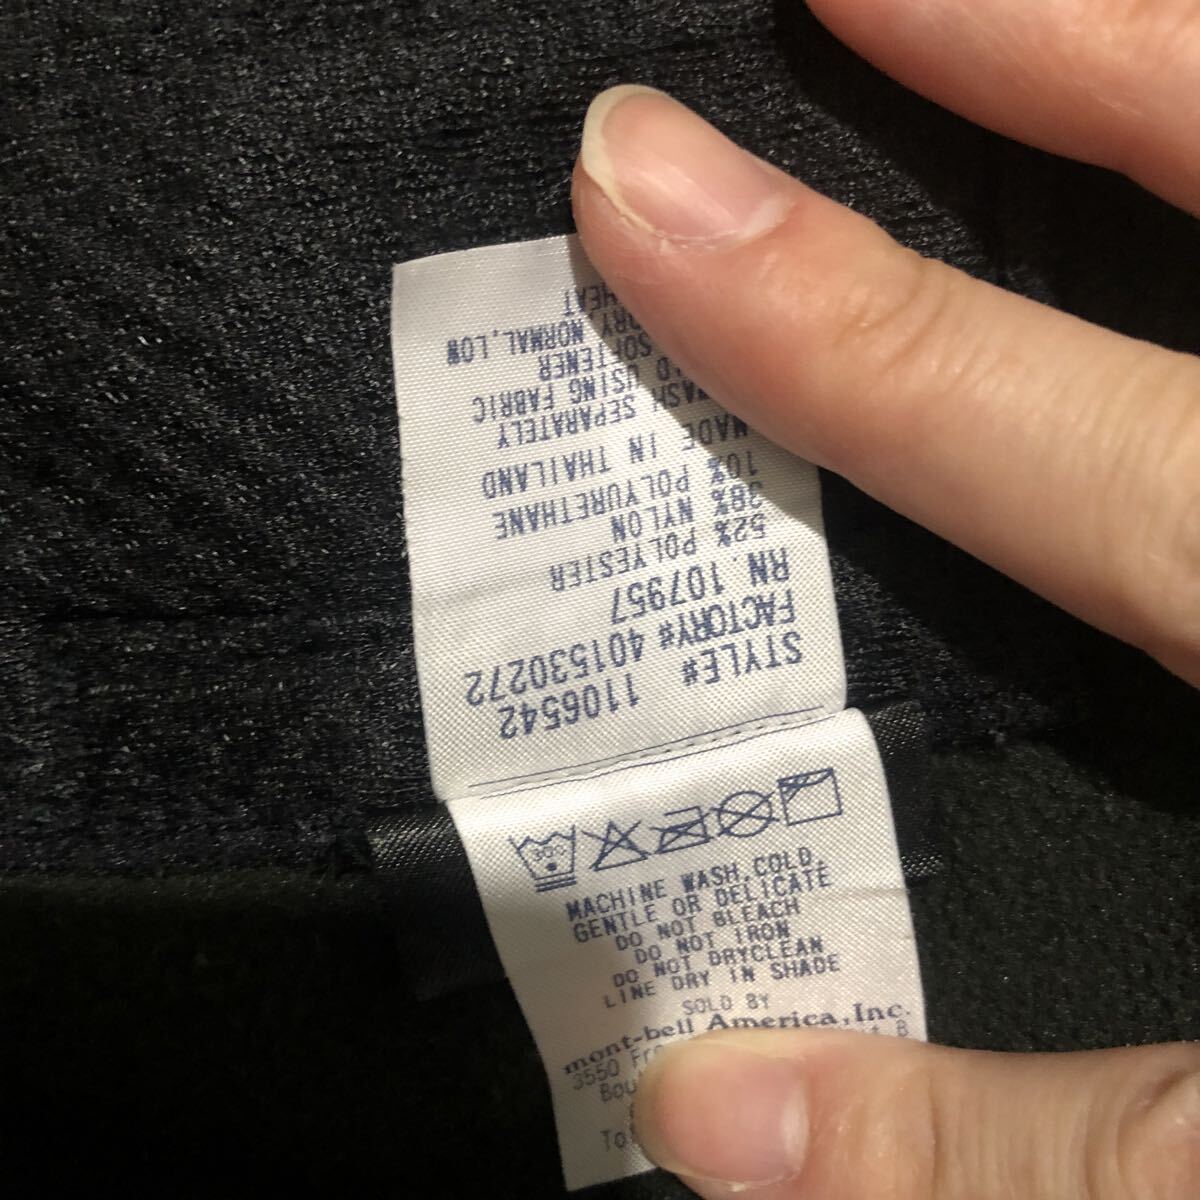 STYLE# 1106542
FACTORY# 401530272
RN. 107957
52% POLYESTER
38% NYLON
10% POLYURETHANE
MADE IN THAILAND
SEPARATELY
USING FABRIC
SOFTENER
DRY NORMAL, LOW
HEAT
MACHINE WASH, COLD,
GENTLE OR DELICATE
DO NOT BLEACH
DO NOT IRON
DO NOT DRYCLEAN
LINE DRY IN SHADE
SOLD BY
mont-bell America, Inc.
3550 B